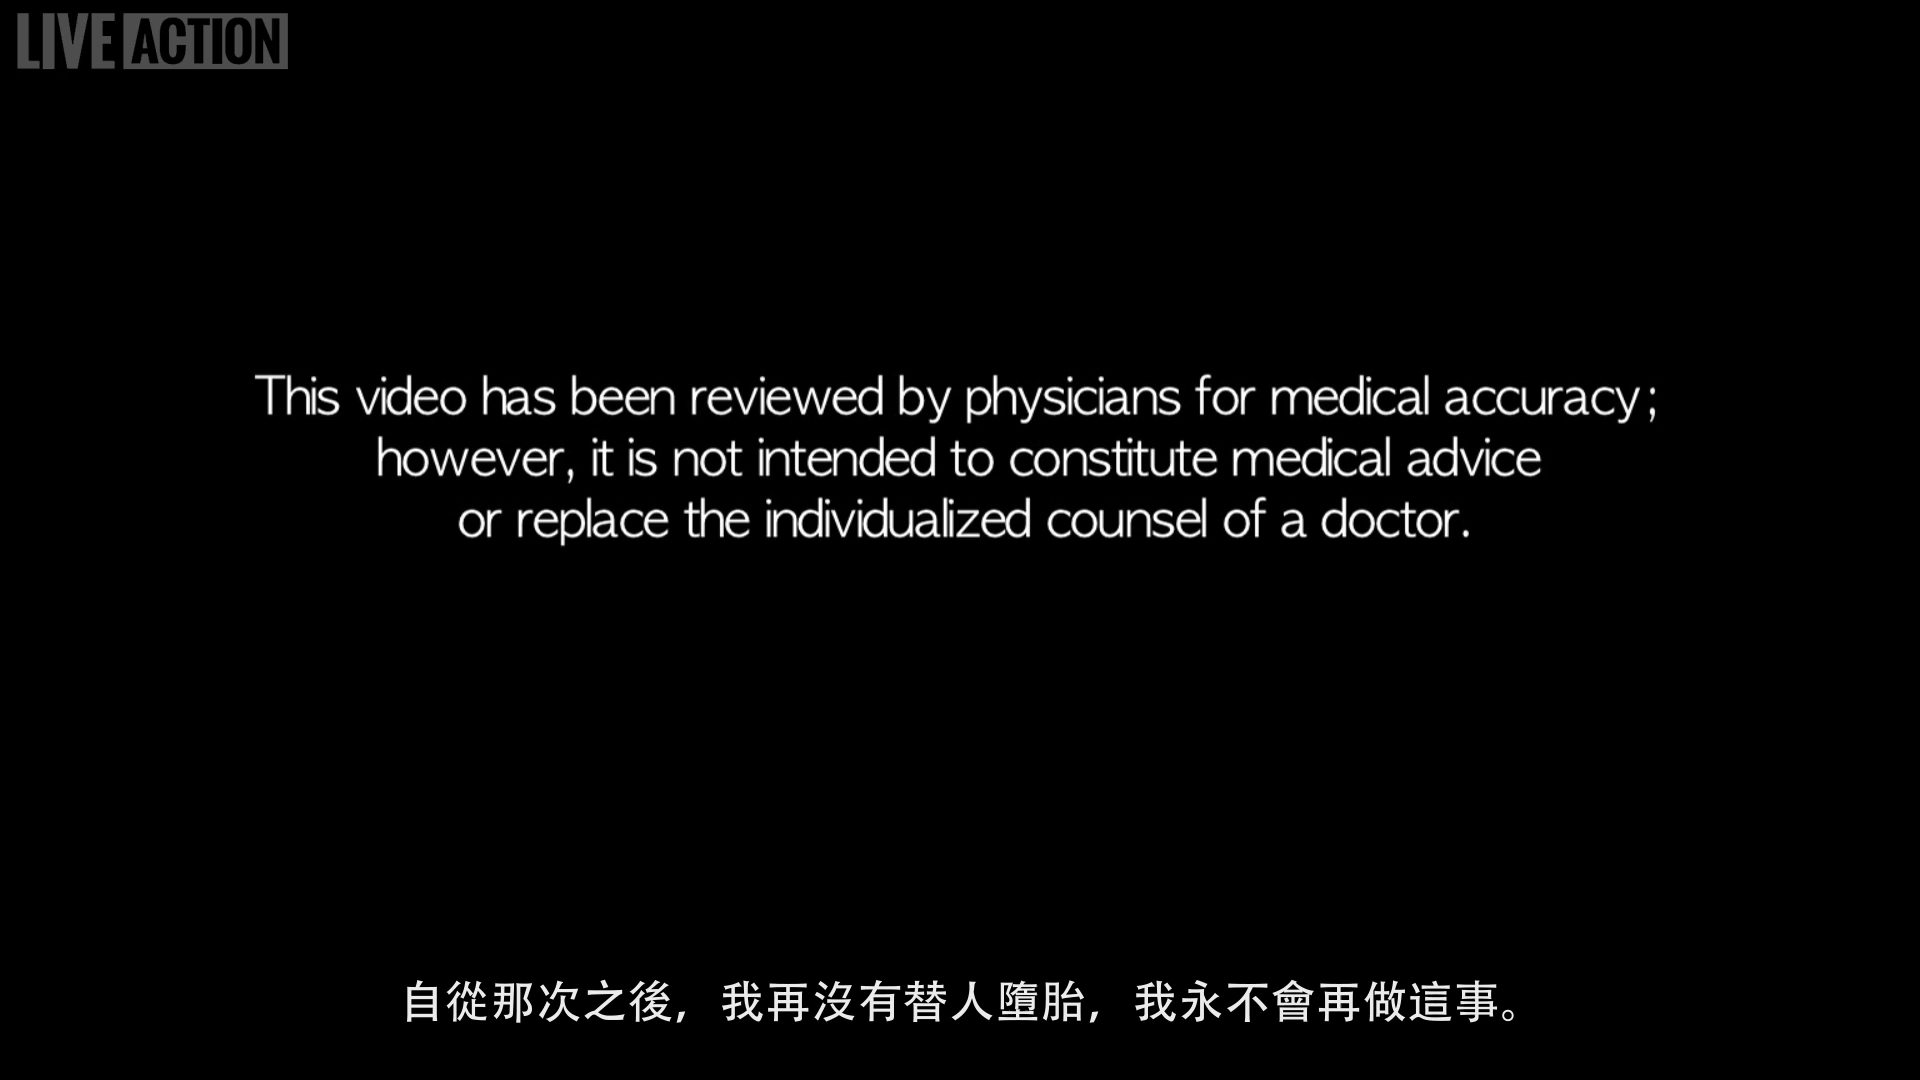 LIVE ACTION
This video has been reviewed by physicians for medical accuracy;
however, it is not intended to constitute medical advice
or replace the individualized counsel of a doctor.
自從那次之後，我再沒有替人墮胎，我永不會再做這事。